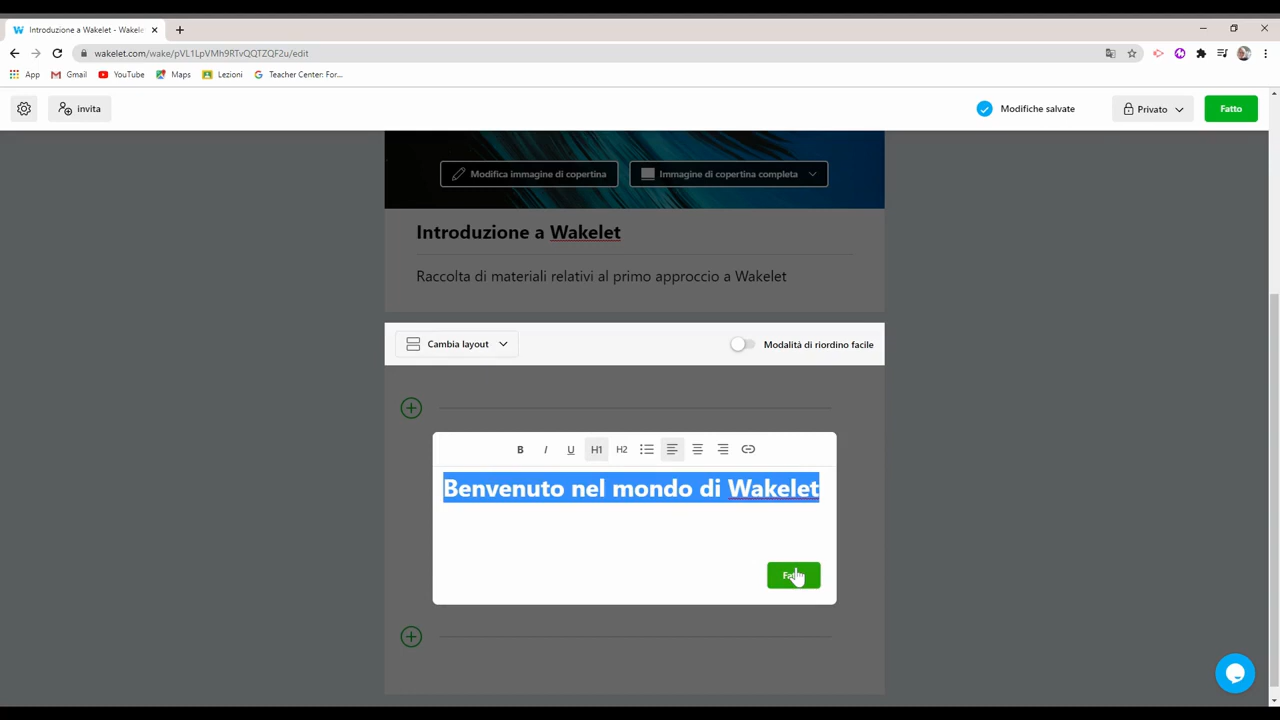 Introduzione a Wakelet - Wakele
wakelet.com/wake/pVL1LpVMh9RTvQQTZQF2u/edit
App Gmail YouTube Maps Lezioni Teacher Center: For...
invita Modifiche salvate Privato Fatto
Modifica immagine di copertina Immagine di copertina completa
Introduzione a Wakelet
Raccolta di materiali relativi al primo approccio a Wakelet
Cambia layout Modalità di riordino facile
B I U H1 H2
Benvenuto nel mondo di Wakelet